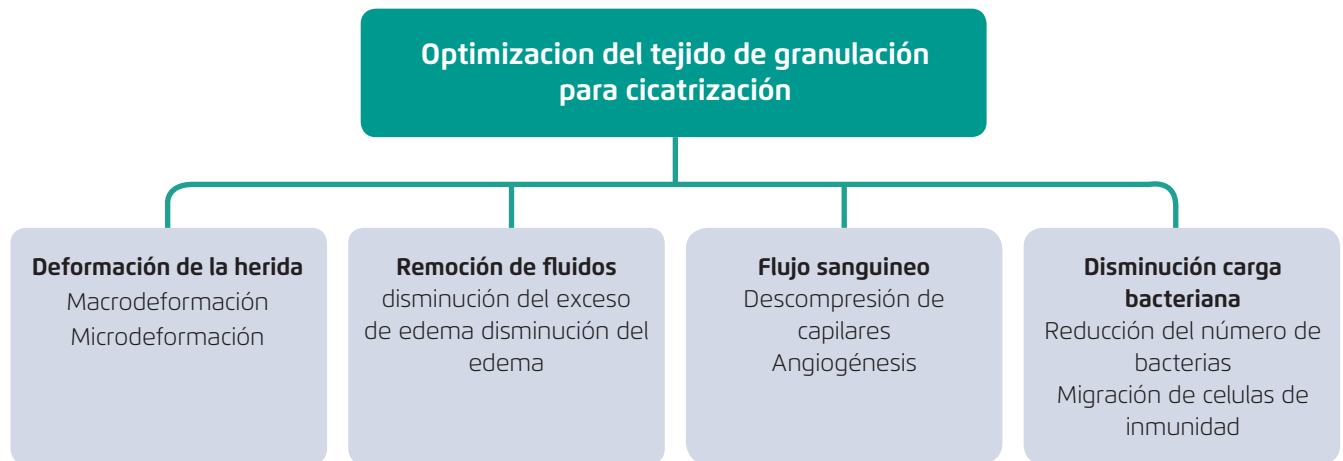 Optimizacion del tejido de granulación
para cicatrización
Deformación de la herida
Macrodeformación
Microdeformación
Remoción de fluidos
disminución del exceso
de edema disminución del
edema
Flujo sanguineo
Descompresión de
capilares
Angiogénesis
Disminución carga
bacteriana
Reducción del número de
bacterias
Migración de celulas de
inmunidad